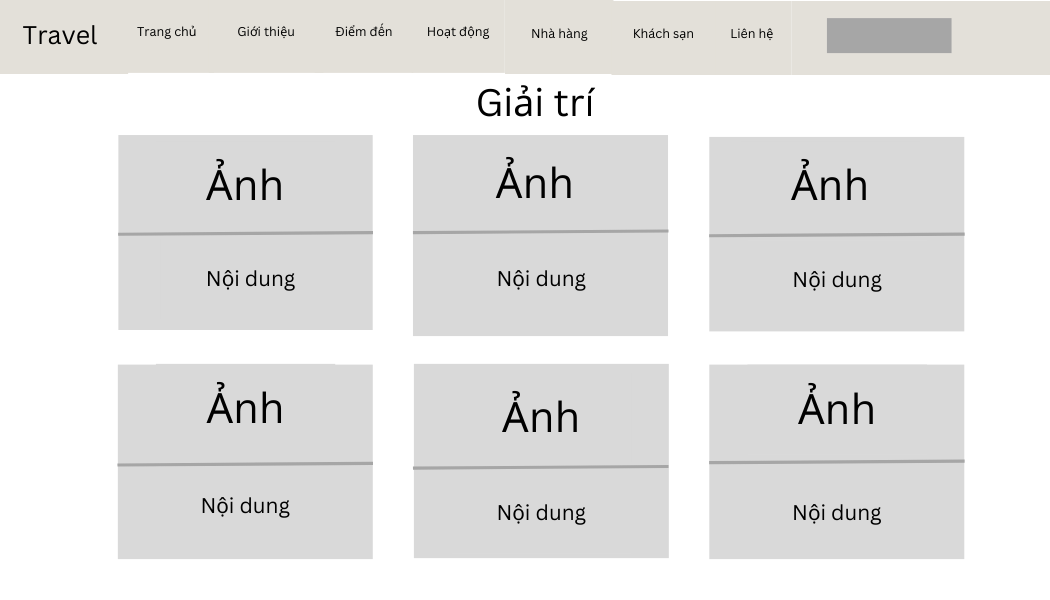 Travel
Trang chủ
Giới thiệu
Điểm đến
Hoạt động
Nhà hàng
Khách sạn
Liên hệ
Giải trí
Ảnh
Nội dung
Ảnh
Nội dung
Ảnh
Nội dung
Ảnh
Nội dung
Ảnh
Nội dung
Ảnh
Nội dung